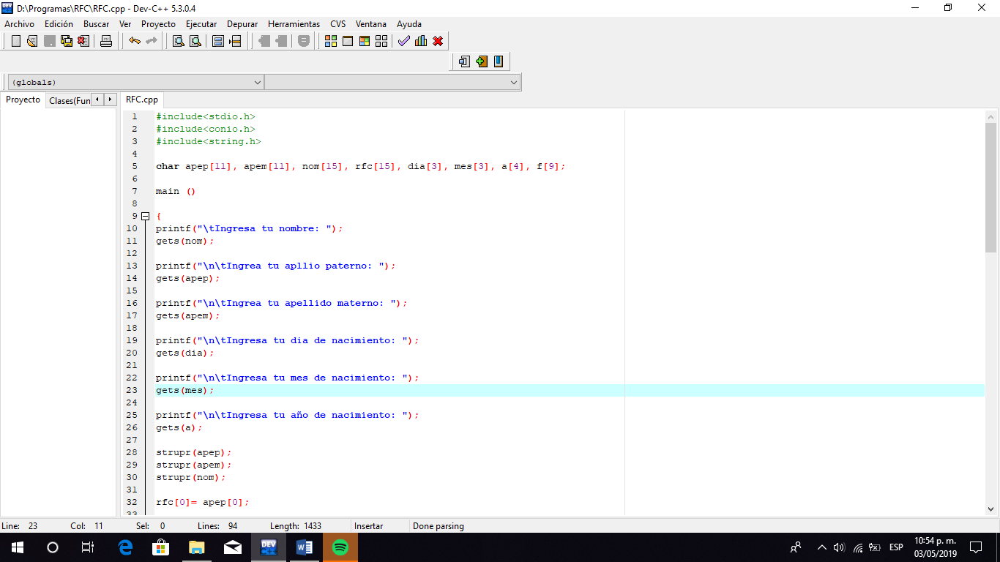 D:\Programas\RFC\RFC.cpp - Dev-C++ 5.3.0.4
Archivo Edición Buscar Ver Proyecto Ejecutar Depurar Herramientas CVS Ventana Ayuda
(globals)
Proyecto Clases(Fun RFC.cpp
1 #include<stdio.h>
2 #include<conio.h>
3 #include<string.h>
4
5 char apep[11], apem[11], nom[15], rfc[15], dia[3], mes[3], a[4], f[9];
6
7 main ()
8
9 {
10 printf("\tIngresa tu nombre: ");
11 gets(nom);
12
13 printf("\n\tIngrea tu apllio paterno: ");
14 gets(apep);
15
16 printf("\n\tIngrea tu apellido materno: ");
17 gets(apem);
18
19 printf("\n\tIngresa tu dia de nacimiento: ");
20 gets(dia);
21
22 printf("\n\tIngresa tu mes de nacimiento: ");
23 gets(mes);
24
25 printf("\n\tIngresa tu año de nacimiento: ");
26 gets(a);
27
28 strupr(apep);
29 strupr(apem);
30 strupr(nom);
31
32 rfc[0]= apep[0];
33
Line: 23 Col: 11 Sel: 0 Lines: 94 Length: 1433 Insertar Done parsing
DEV
ESP
10:54 p. m.
03/05/2019